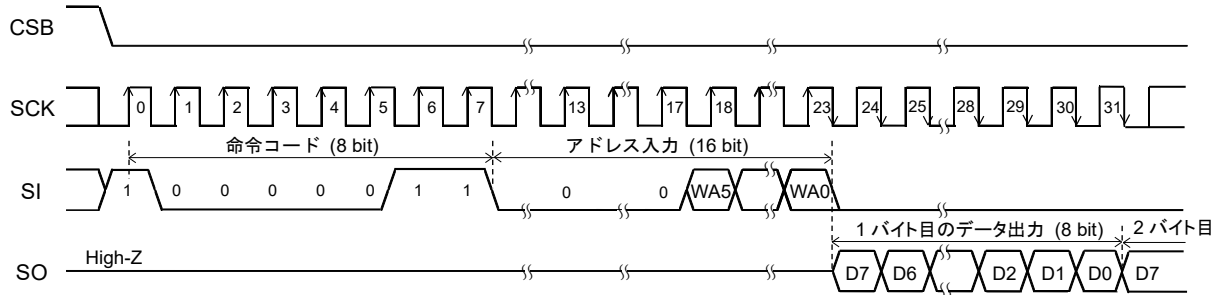 CSB
SCK 0 1 2 3 4 5 6 7 13 17 18 23 24 25 28 29 30 31
命令コード (8 bit) アドレス入力 (16 bit)
SI 1 0 0 0 0 0 1 1 0 0 WA5 WA0
1 バイト目のデータ出力 (8 bit) 2 バイト目
High-Z
SO D7 D6 D2 D1 D0 D7